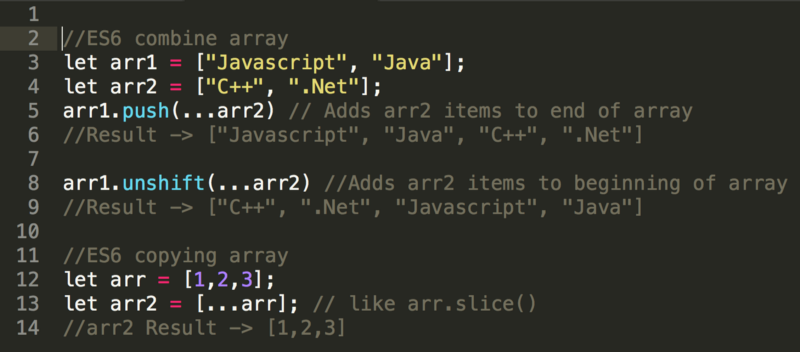 1
2 //ES6 combine array
3 let arr1 = ["Javascript", "Java"];
4 let arr2 = ["C++", ".Net"];
5 arr1.push(...arr2) // Adds arr2 items to end of array
6 //Result -> ["Javascript", "Java", "C++", ".Net"]
7
8 arr1.unshift(...arr2) //Adds arr2 items to beginning of array
9 //Result -> ["C++", ".Net", "Javascript", "Java"]
10
11 //ES6 copying array
12 let arr = [1,2,3];
13 let arr2 = [...arr]; // like arr.slice()
14 //arr2 Result -> [1,2,3]